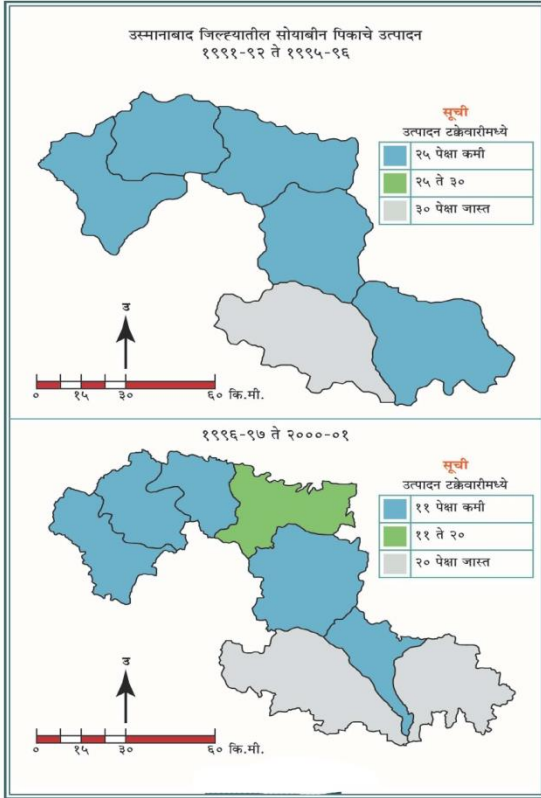 उस्मानाबाद जिल्ह्यातील सोयाबीन पिकाचे उत्पादन
१९९१-९२ ते १९९५-९६
सूची
उत्पादन टक्केवारीमध्ये
२५ पेक्षा कमी
२५ ते ३०
३० पेक्षा जास्त
उ
० १५ ३० ६० कि.मी.
१९९६-९७ ते २०००-०१
सूची
उत्पादन टक्केवारीमध्ये
११ पेक्षा कमी
११ ते २०
२० पेक्षा जास्त
उ
० १५ ३० ६० कि.मी.